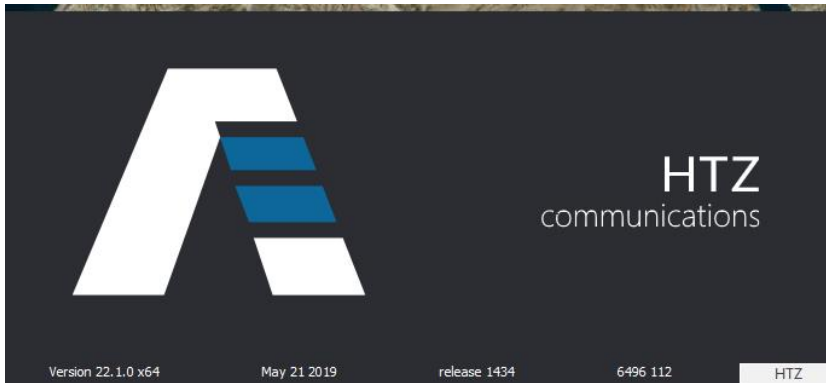 HTZ
communications
Version 22.1.0 x64 May 21 2019 release 1434 6496 112 HTZ